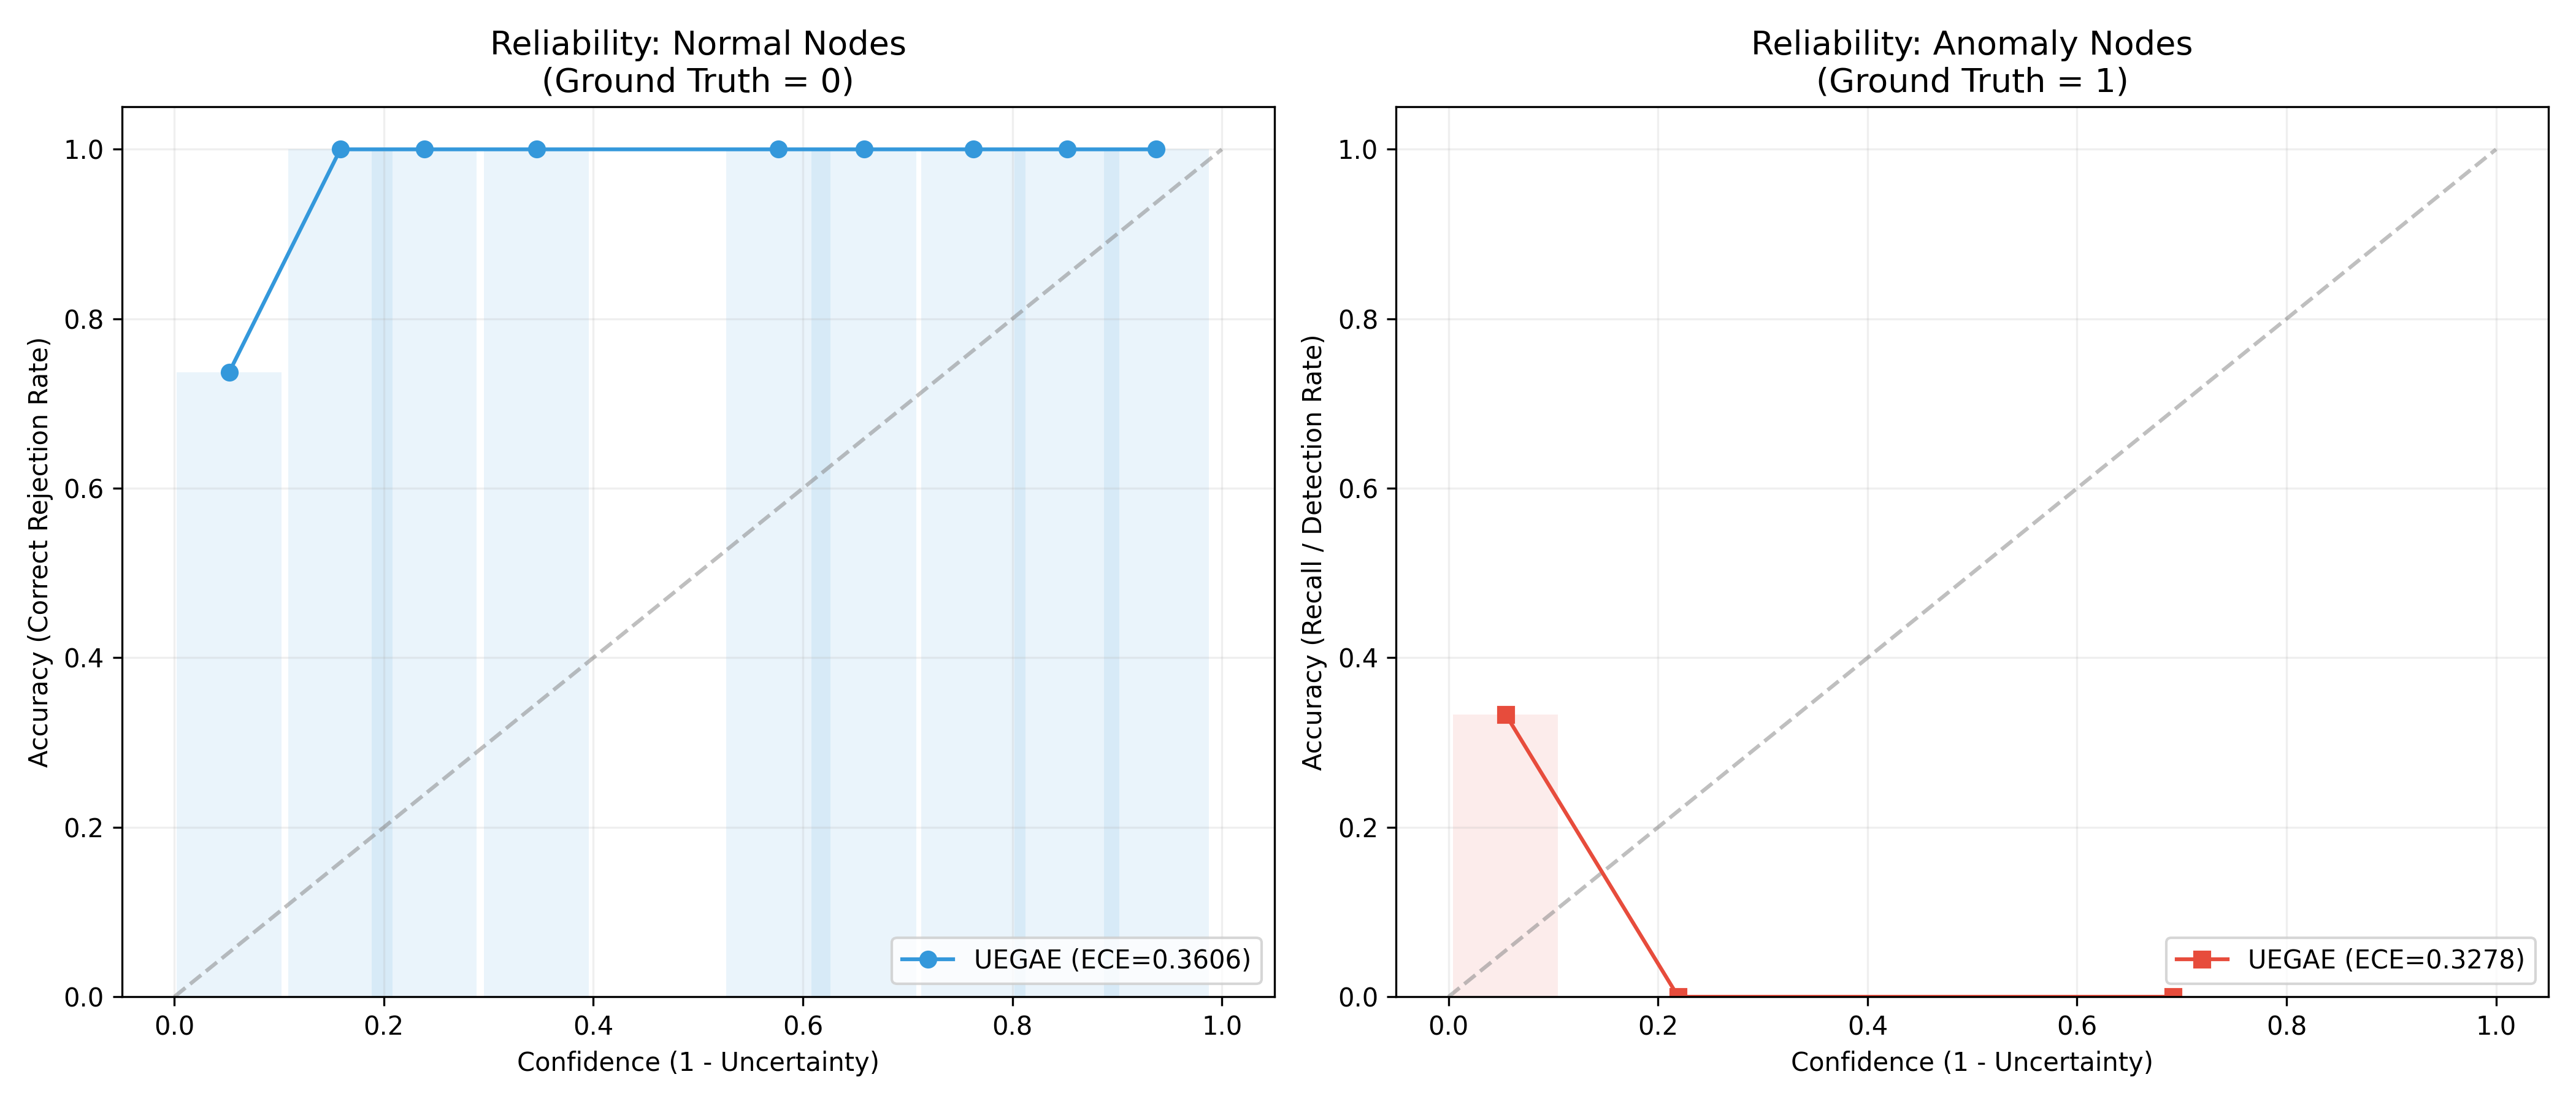 Reliability: Normal Nodes
(Ground Truth = 0)
Accuracy (Correct Rejection Rate)
1.0
0.8
0.6
0.4
0.2
0.0
0.0 0.2 0.4 0.6 0.8 1.0
Confidence (1 - Uncertainty)
UEGAE (ECE=0.3606)
Reliability: Anomaly Nodes
(Ground Truth = 1)
Accuracy (Recall / Detection Rate)
1.0
0.8
0.6
0.4
0.2
0.0
0.0 0.2 0.4 0.6 0.8 1.0
Confidence (1 - Uncertainty)
UEGAE (ECE=0.3278)